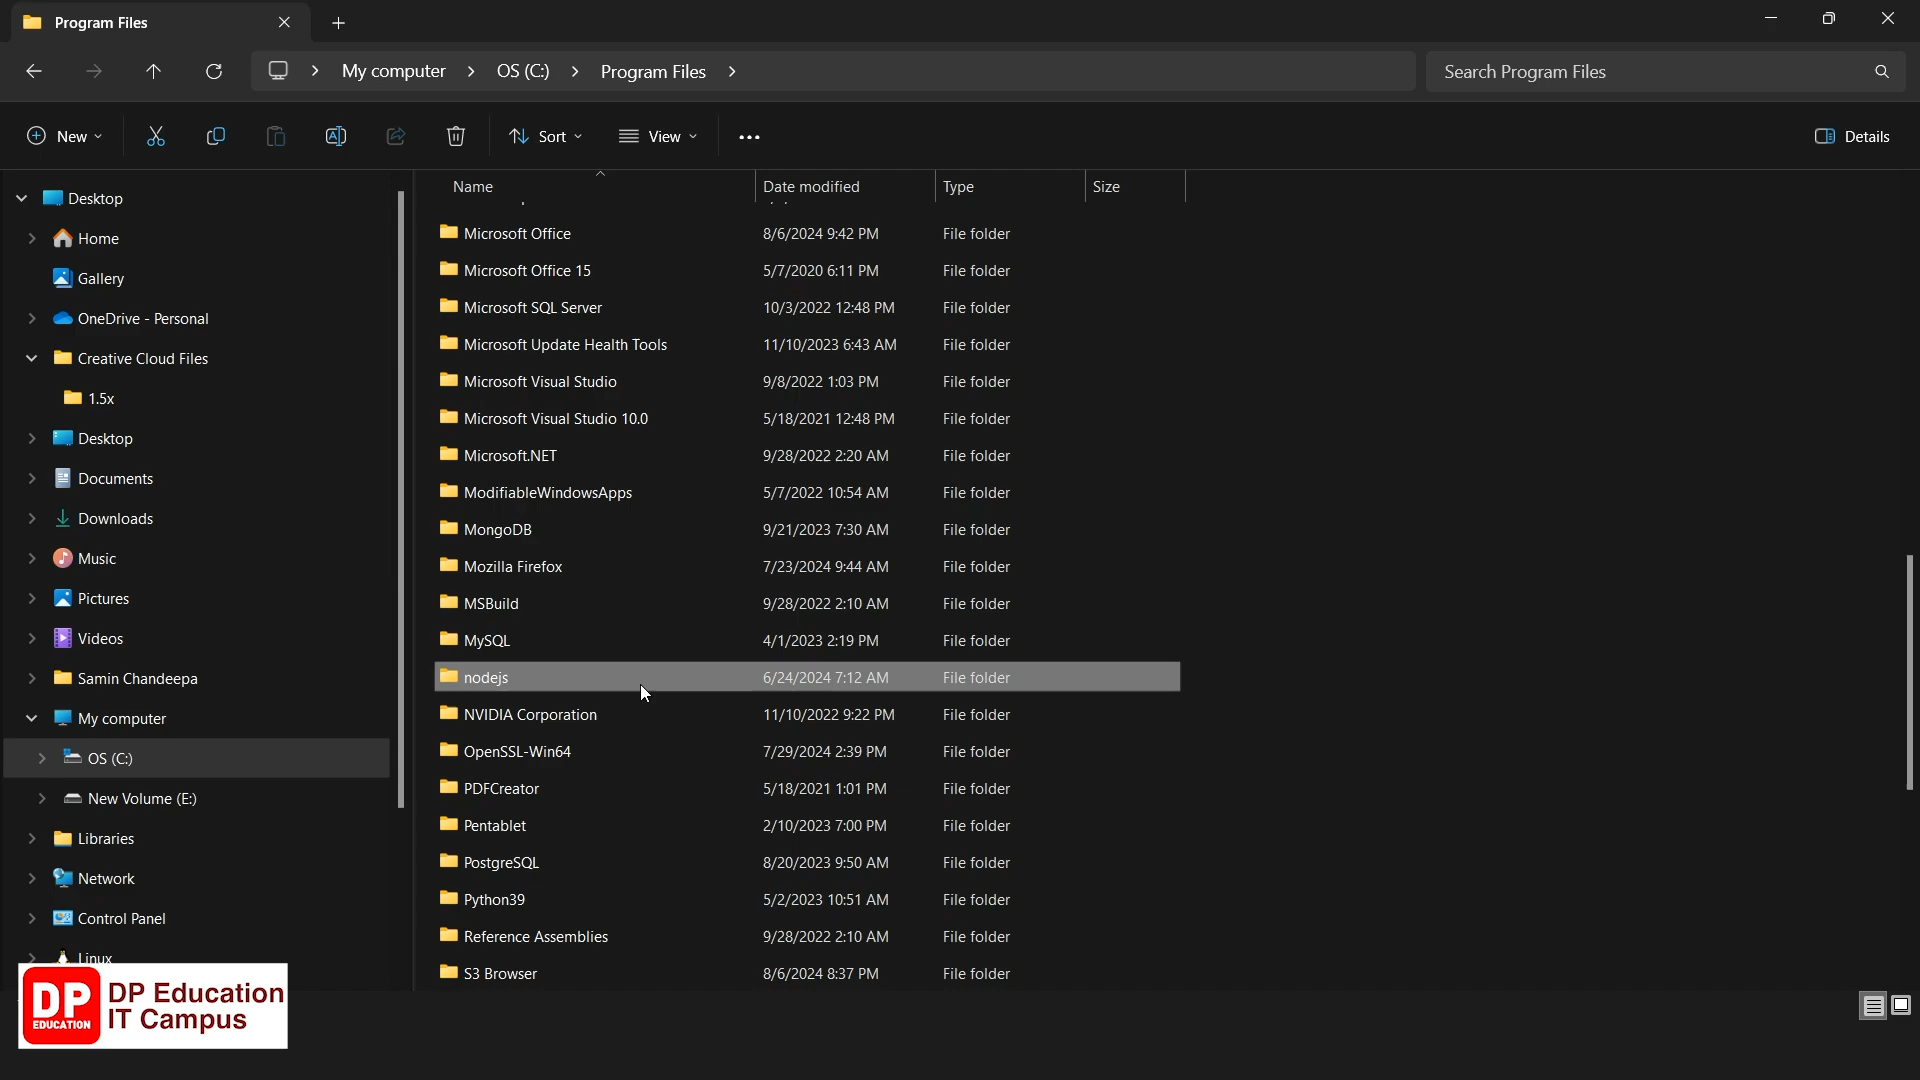 Program Files
My computer > OS (C:) > Program Files >
Search Program Files
New
Sort
View
Details
Desktop
Home
Gallery
OneDrive - Personal
Creative Cloud Files
1.5x
Desktop
Documents
Downloads
Music
Pictures
Videos
Samin Chandeepa
My computer
OS (C:)
New Volume (E:)
Libraries
Network
Control Panel
Linux
Name Date modified Type Size
Microsoft Office 8/6/2024 9:42 PM File folder
Microsoft Office 15 5/7/2020 6:11 PM File folder
Microsoft SQL Server 10/3/2022 12:48 PM File folder
Microsoft Update Health Tools 11/10/2023 6:43 AM File folder
Microsoft Visual Studio 9/8/2022 1:03 PM File folder
Microsoft Visual Studio 10.0 5/18/2021 12:48 PM File folder
Microsoft.NET 9/28/2022 2:20 AM File folder
ModifiableWindowsApps 5/7/2022 10:54 AM File folder
MongoDB 9/21/2023 7:30 AM File folder
Mozilla Firefox 7/23/2024 9:44 AM File folder
MSBuild 9/28/2022 2:10 AM File folder
MySQL 4/1/2023 2:19 PM File folder
nodejs 6/24/2024 7:12 AM File folder
NVIDIA Corporation 11/10/2022 9:22 PM File folder
OpenSSL-Win64 7/29/2024 2:39 PM File folder
PDFCreator 5/18/2021 1:01 PM File folder
Pentablet 2/10/2023 7:00 PM File folder
PostgreSQL 8/20/2023 9:50 AM File folder
Python39 5/2/2023 10:51 AM File folder
Reference Assemblies 9/28/2022 2:10 AM File folder
S3 Browser 8/6/2024 8:37 PM File folder
DP
EDUCATION
DP Education
IT Campus